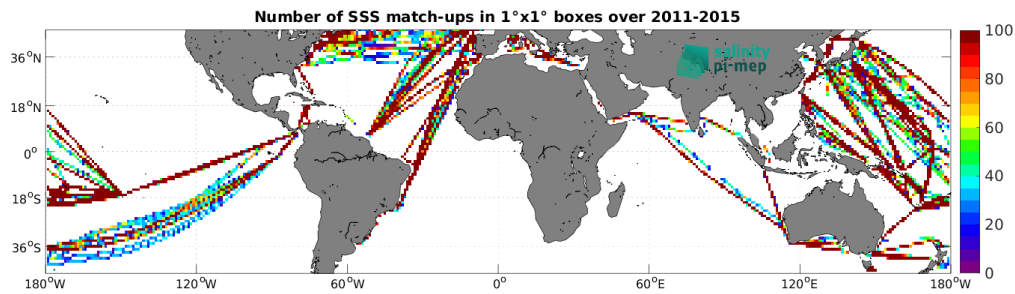 Number of SSS match-ups in 1°x1° boxes over 2011-2015
salinity
pi-mep
36°N
18°N
0°
18°S
36°S
180°W 120°W 60°W 0° 60°E 120°E 180°W
100
80
60
40
20
0